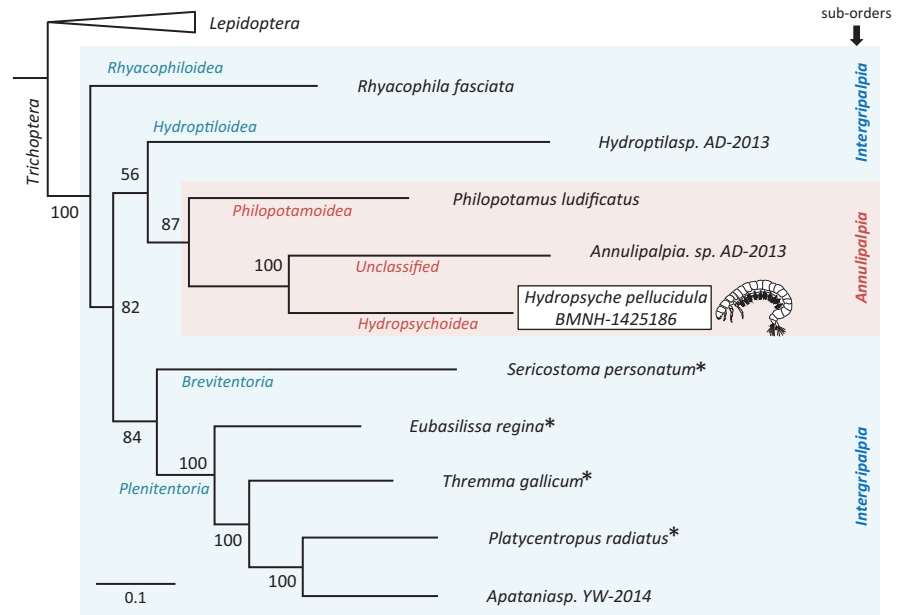 sub-orders
Lepidoptera
Trichoptera
Rhyacophiloidea
Rhyacophila fasciata
Intergripalpia
Hydroptiloidea
Hydroptilasp. AD-2013
56
100
Philopotamoidea
Philopotamus ludificatus
87
Annulipalpia
Annulipalpia. sp. AD-2013
100
Unclassified
Hydropsyche pellucidula
BMNH-1425186
Hydropsychoidea
82
Sericostoma personatum*
Brevitentoria
84
Eubasilissa regina*
100
Plenitentoria
Intergripalpia
Thremma gallicum*
100
Platycentropus radiatus*
100
Apataniasp. YW-2014
0.1